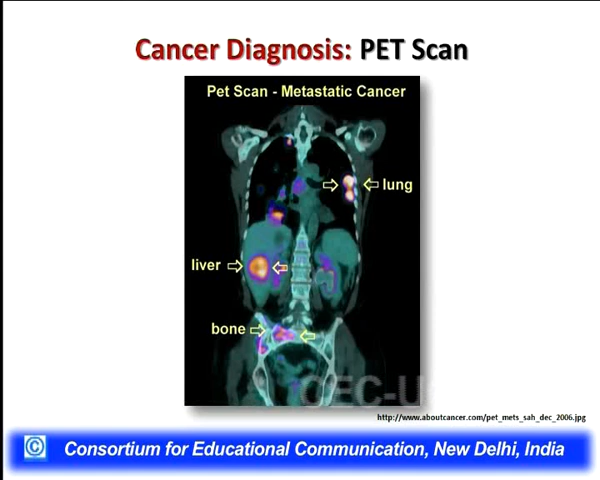 Cancer Diagnosis: PET Scan
Pet Scan - Metastatic Cancer
lung
liver
bone
CEC-U
http://www.aboutcancer.com/pet_mets_sah_dec_2006.jpg
© Consortium for Educational Communication, New Delhi, India